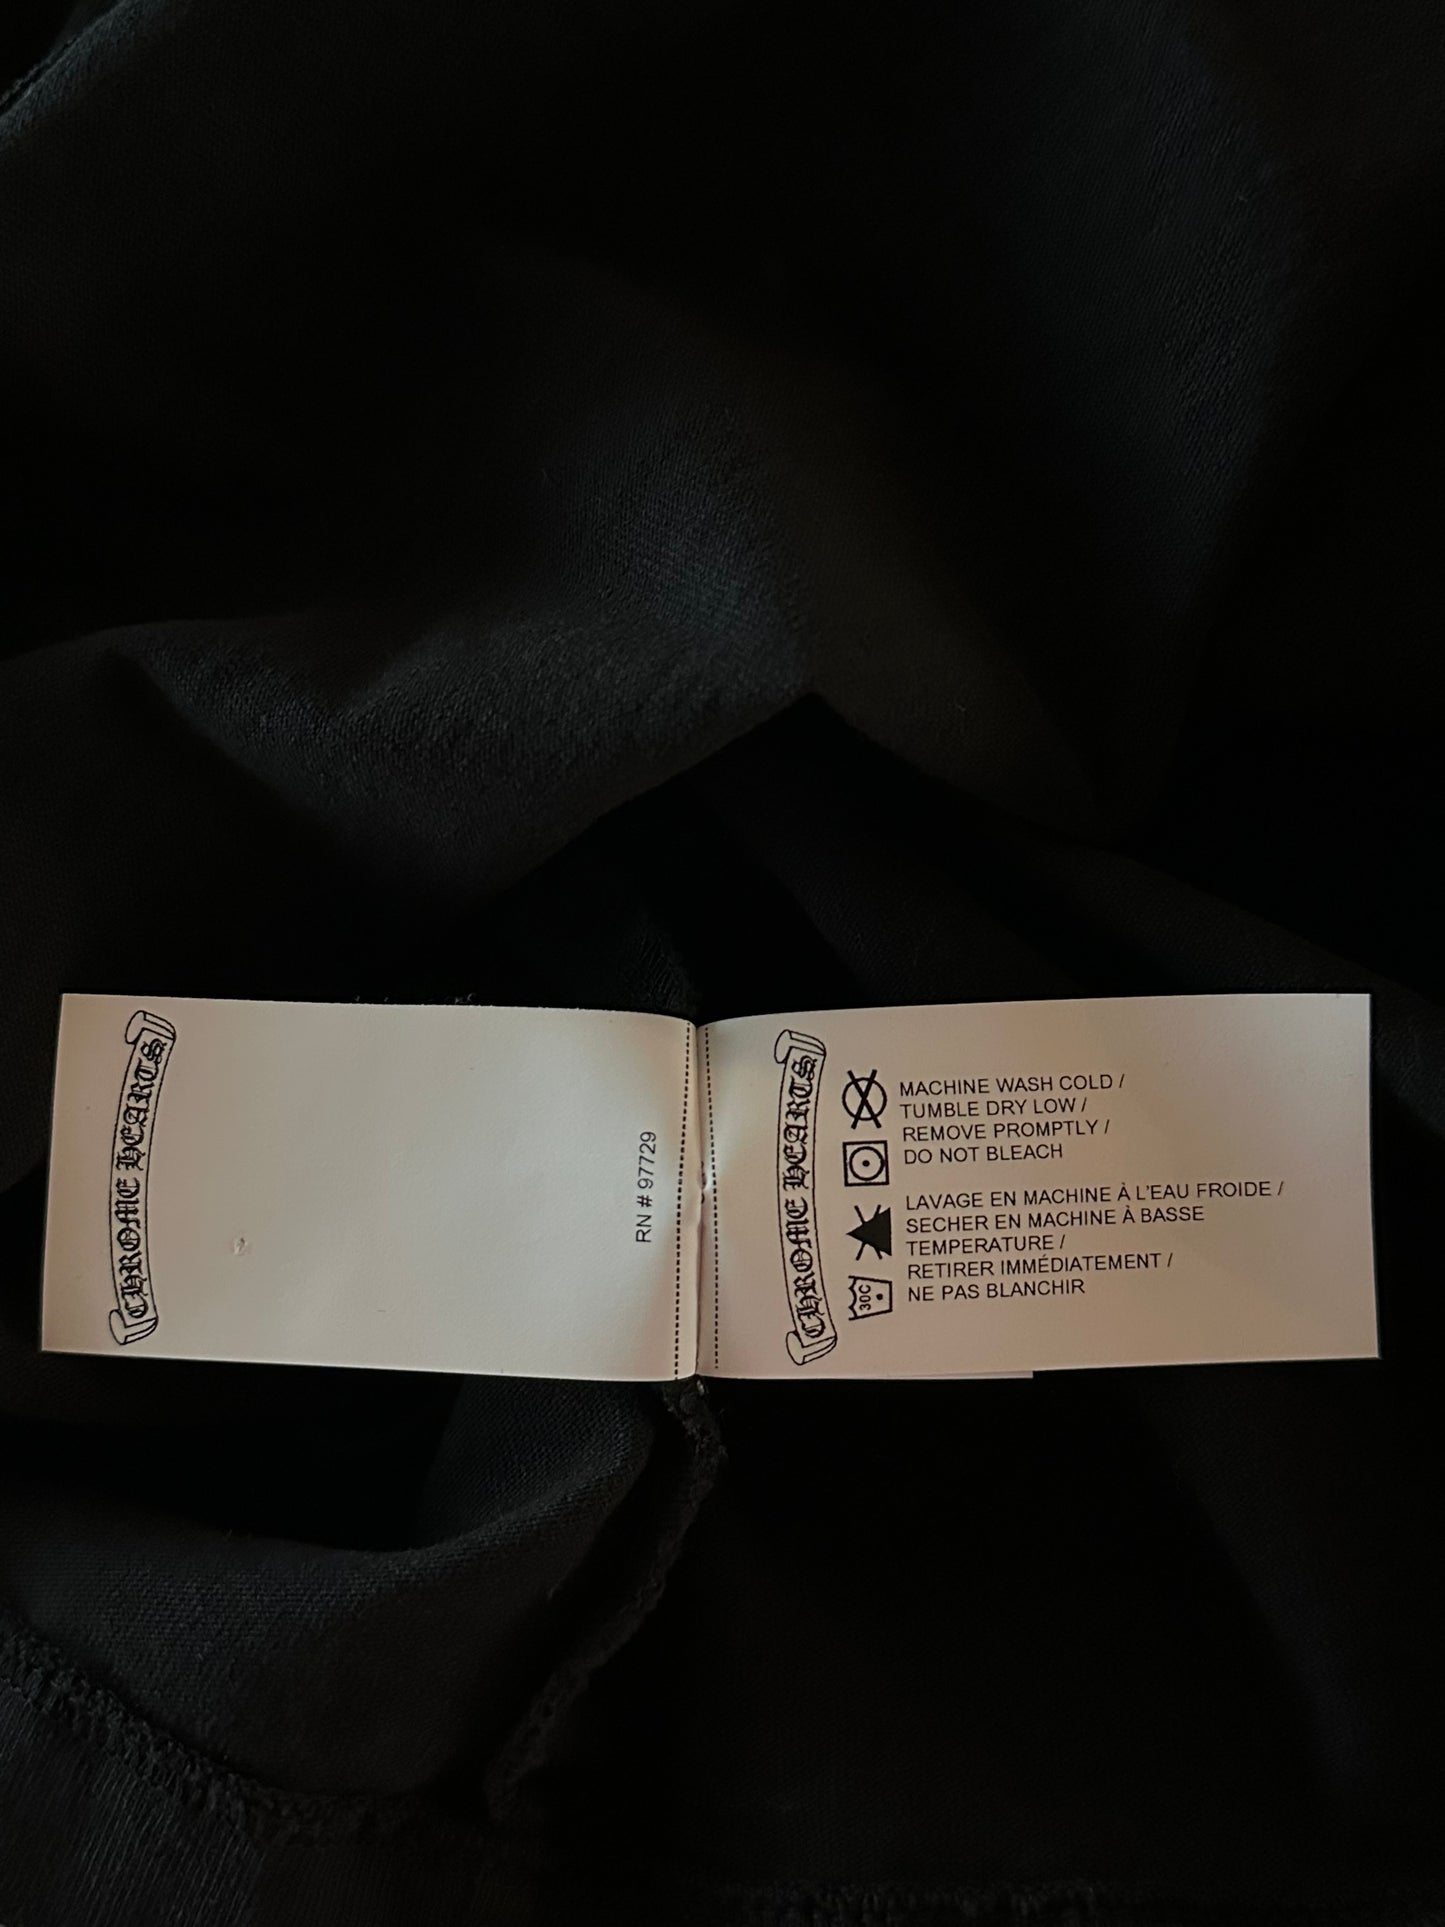 CHROME HEARTS
RN # 97729
CHROME HEARTS
MACHINE WASH COLD /
TUMBLE DRY LOW /
REMOVE PROMPTLY /
DO NOT BLEACH
LAVAGE EN MACHINE À L'EAU FROIDE /
SECHER EN MACHINE À BASSE
TEMPERATURE /
RETIRER IMMÉDIATEMENT /
NE PAS BLANCHIR
30C